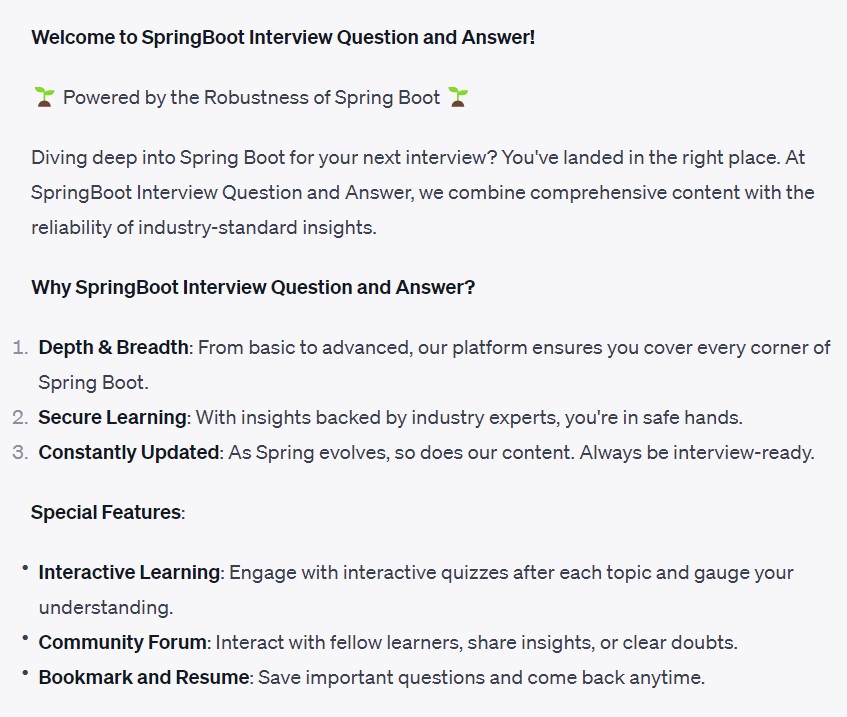 Welcome to SpringBoot Interview Question and Answer!
🌱 Powered by the Robustness of Spring Boot 🌱
Diving deep into Spring Boot for your next interview? You've landed in the right place. At
SpringBoot Interview Question and Answer, we combine comprehensive content with the
reliability of industry-standard insights.
Why SpringBoot Interview Question and Answer?
1. Depth & Breadth: From basic to advanced, our platform ensures you cover every corner of
Spring Boot.
2. Secure Learning: With insights backed by industry experts, you're in safe hands.
3. Constantly Updated: As Spring evolves, so does our content. Always be interview-ready.
Special Features:
• Interactive Learning: Engage with interactive quizzes after each topic and gauge your
understanding.
• Community Forum: Interact with fellow learners, share insights, or clear doubts.
• Bookmark and Resume: Save important questions and come back anytime.